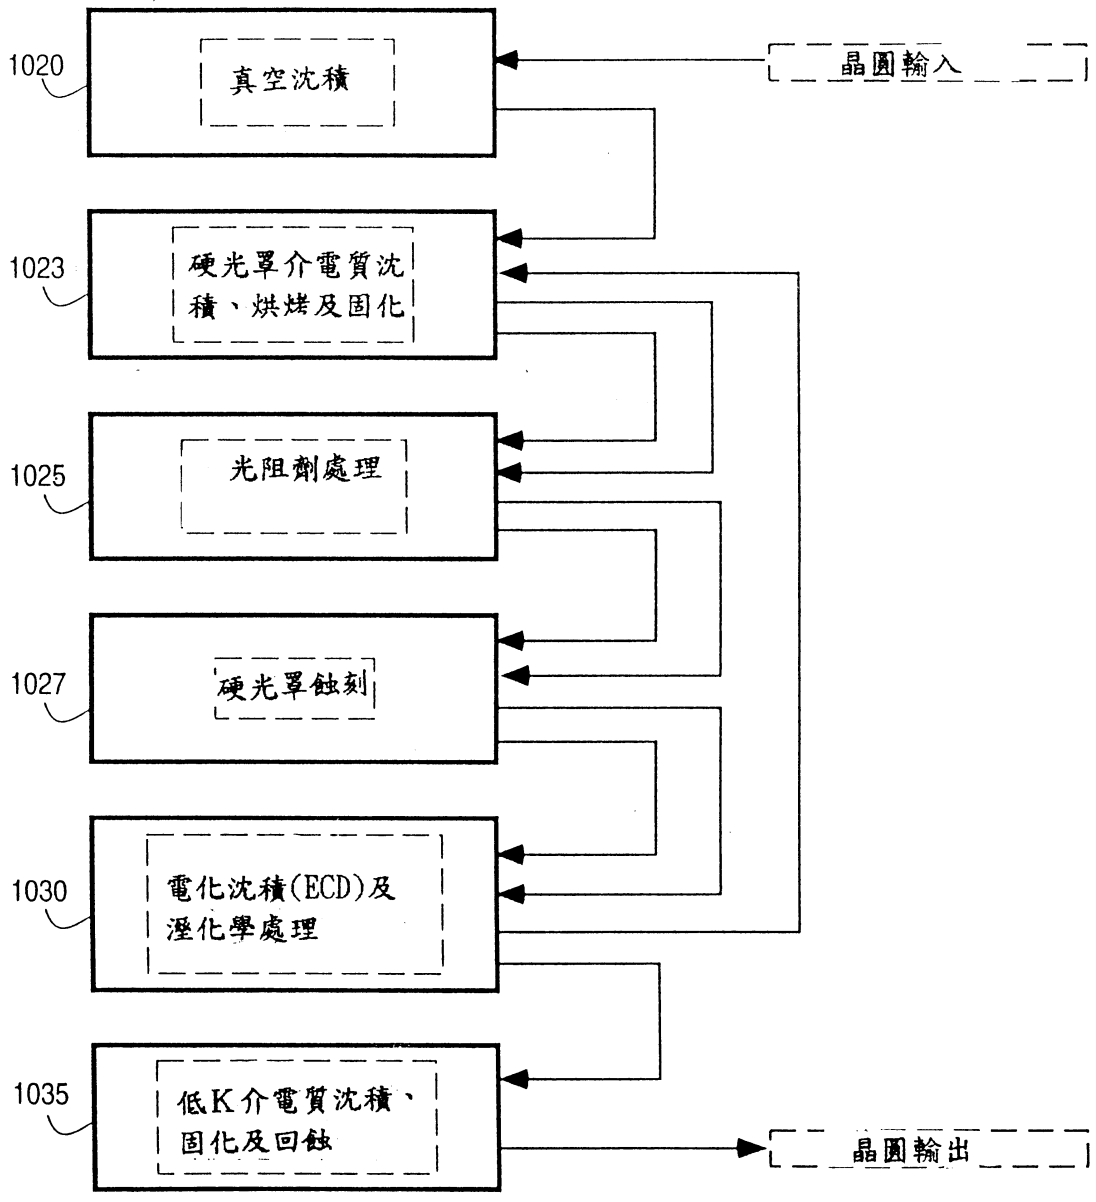 1020
真空沈積
晶圓輸入
1023
硬光罩介電質沈
積、烘烤及固化
1025
光阻劑處理
1027
硬光罩蝕刻
1030
電化沈積(ECD)及
溼化學處理
1035
低K介電質沈積、
固化及回蝕
晶圓輸出